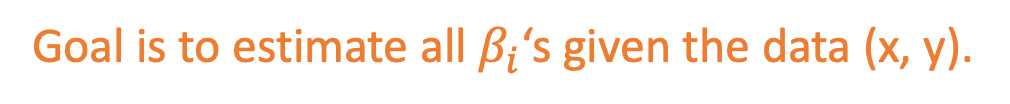 Goal is to estimate all βᵢ‘s given the data (x, y).